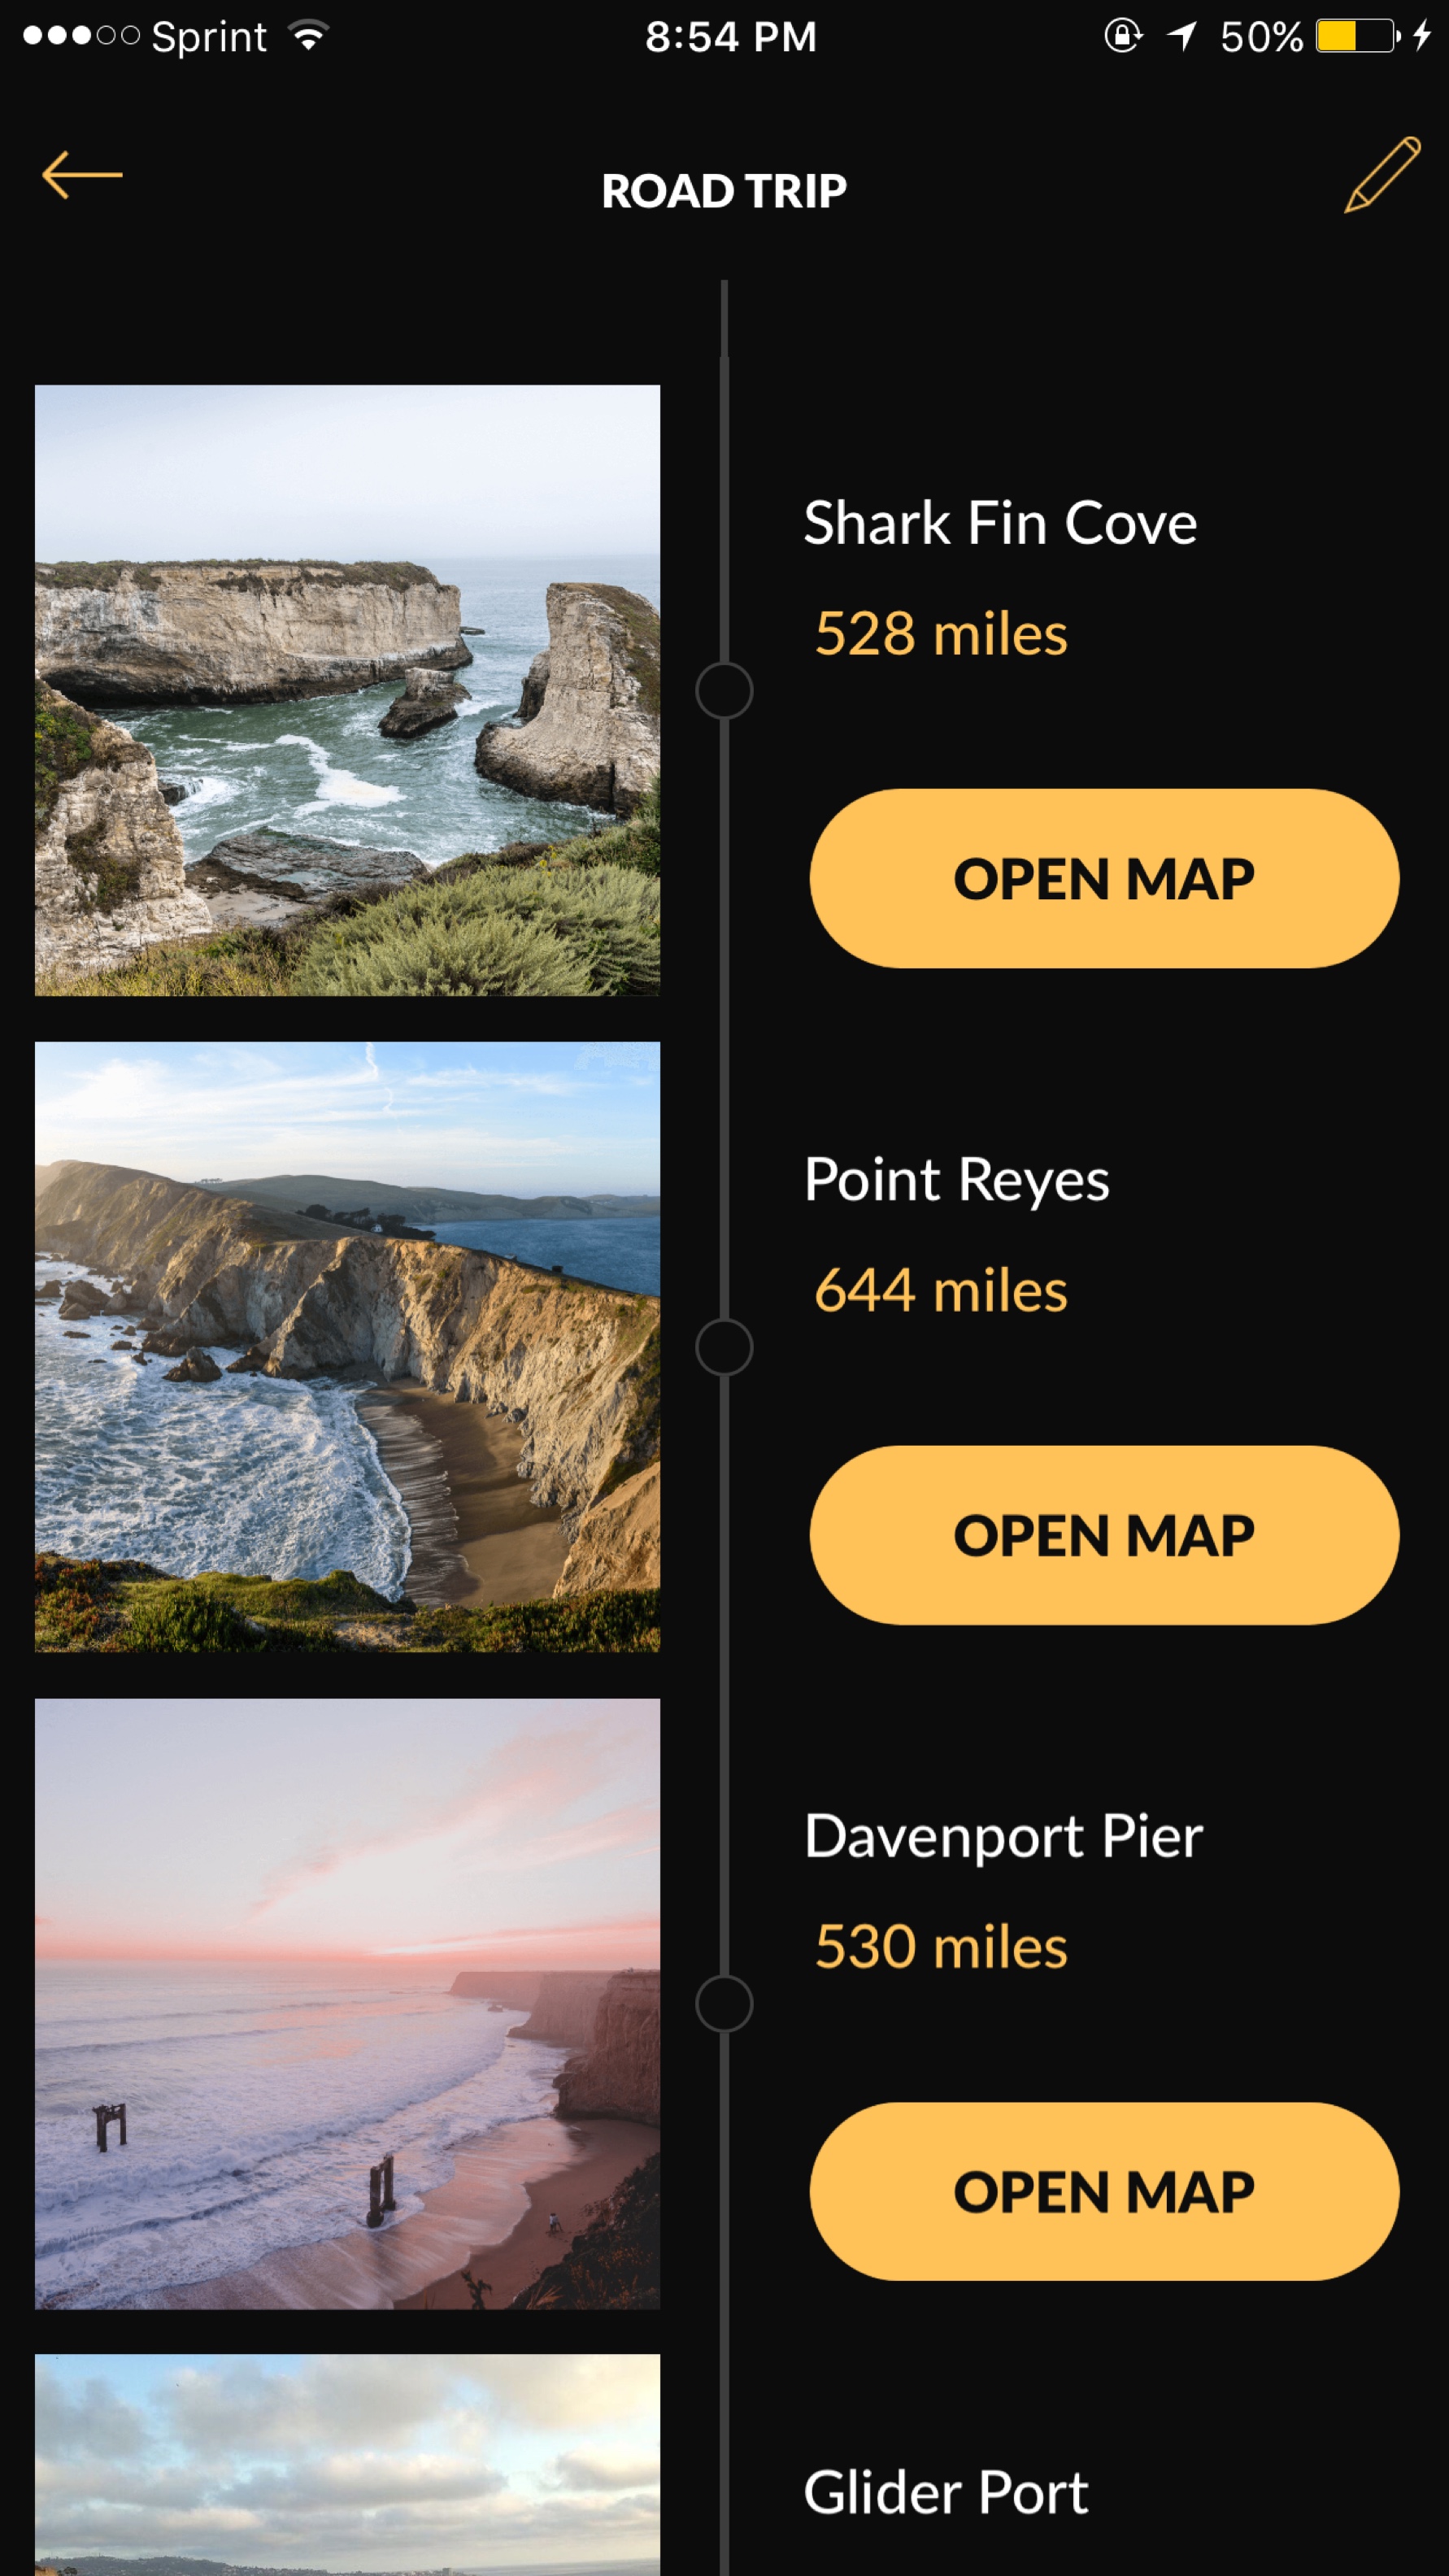 Sprint 8:54 PM 50%
ROAD TRIP
Shark Fin Cove
528 miles
OPEN MAP
Point Reyes
644 miles
OPEN MAP
Davenport Pier
530 miles
OPEN MAP
Glider Port